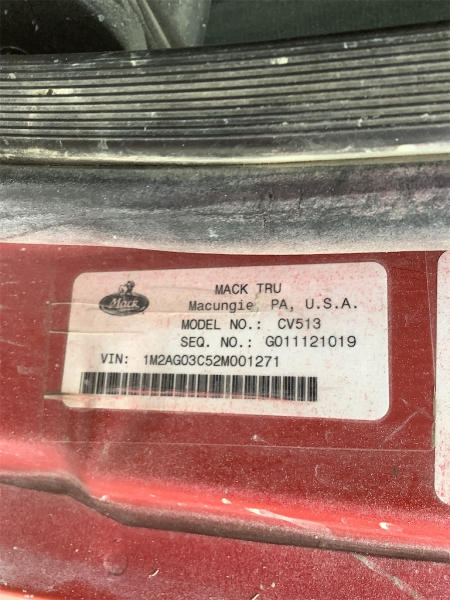 Mack
MACK TRU
Macungie, PA, U.S.A.
MODEL NO.: CV513
SEQ. NO.: G011121019
VIN: 1M2AG03C52M001271